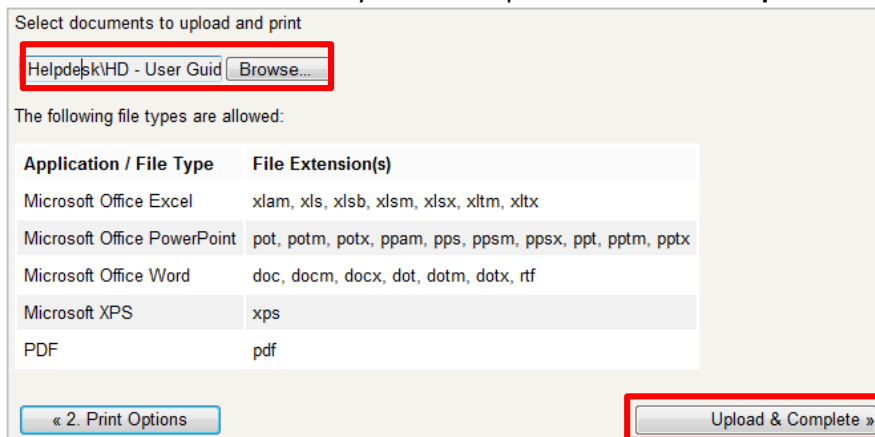 Select documents to upload and print
Helpdesk\HD - User Guid Browse...
The following file types are allowed:
Application / File Type File Extension(s)
Microsoft Office Excel xlam, xls, xlsb, xlsm, xlsx, xltm, xltx
Microsoft Office PowerPoint pot, potm, potx, ppam, pps, ppsm, ppsx, ppt, pptm, pptx
Microsoft Office Word doc, docm, docx, dot, dotm, dotx, rtf
Microsoft XPS xps
PDF pdf
« 2. Print Options Upload & Complete »